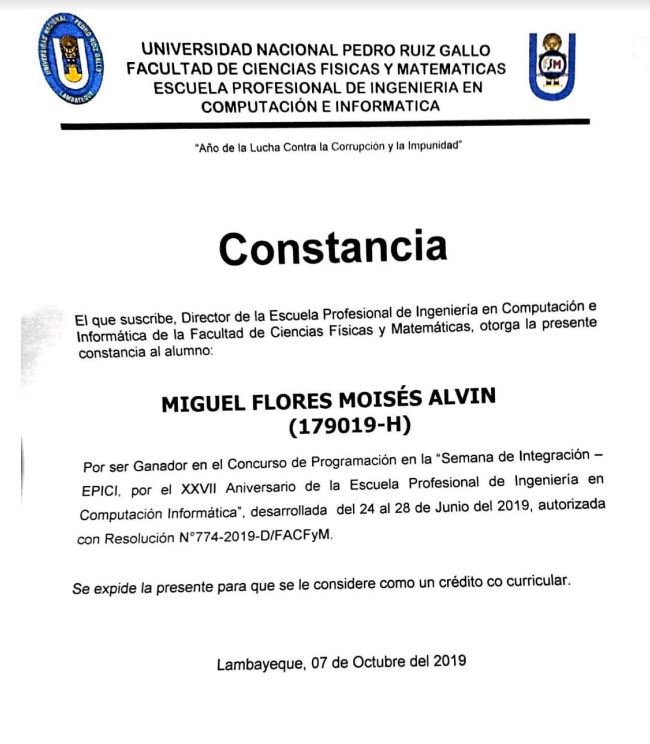 UNIVERSIDAD NACIONAL PEDRO RUIZ GALLO
FACULTAD DE CIENCIAS FISICAS Y MATEMATICAS
ESCUELA PROFESIONAL DE INGENIERIA EN
COMPUTACIÓN E INFORMATICA
UNIVERSIDAD NACIONAL "PEDRO RUIZ GALLO"
LAMBAYEQUE
"Año de la Lucha Contra la Corrupción y la Impunidad"
Constancia
El que suscribe, Director de la Escuela Profesional de Ingeniería en Computación e
Informática de la Facultad de Ciencias Físicas y Matemáticas, otorga la presente
constancia al alumno:
MIGUEL FLORES MOISÉS ALVIN
(179019-H)
Por ser Ganador en el Concurso de Programación en la "Semana de Integración –
EPICI, por el XXVII Aniversario de la Escuela Profesional de Ingeniería en
Computación Informática", desarrollada del 24 al 28 de Junio del 2019, autorizada
con Resolución N°774-2019-D/FACFyM.
Se expide la presente para que se le considere como un crédito co curricular.
Lambayeque, 07 de Octubre del 2019